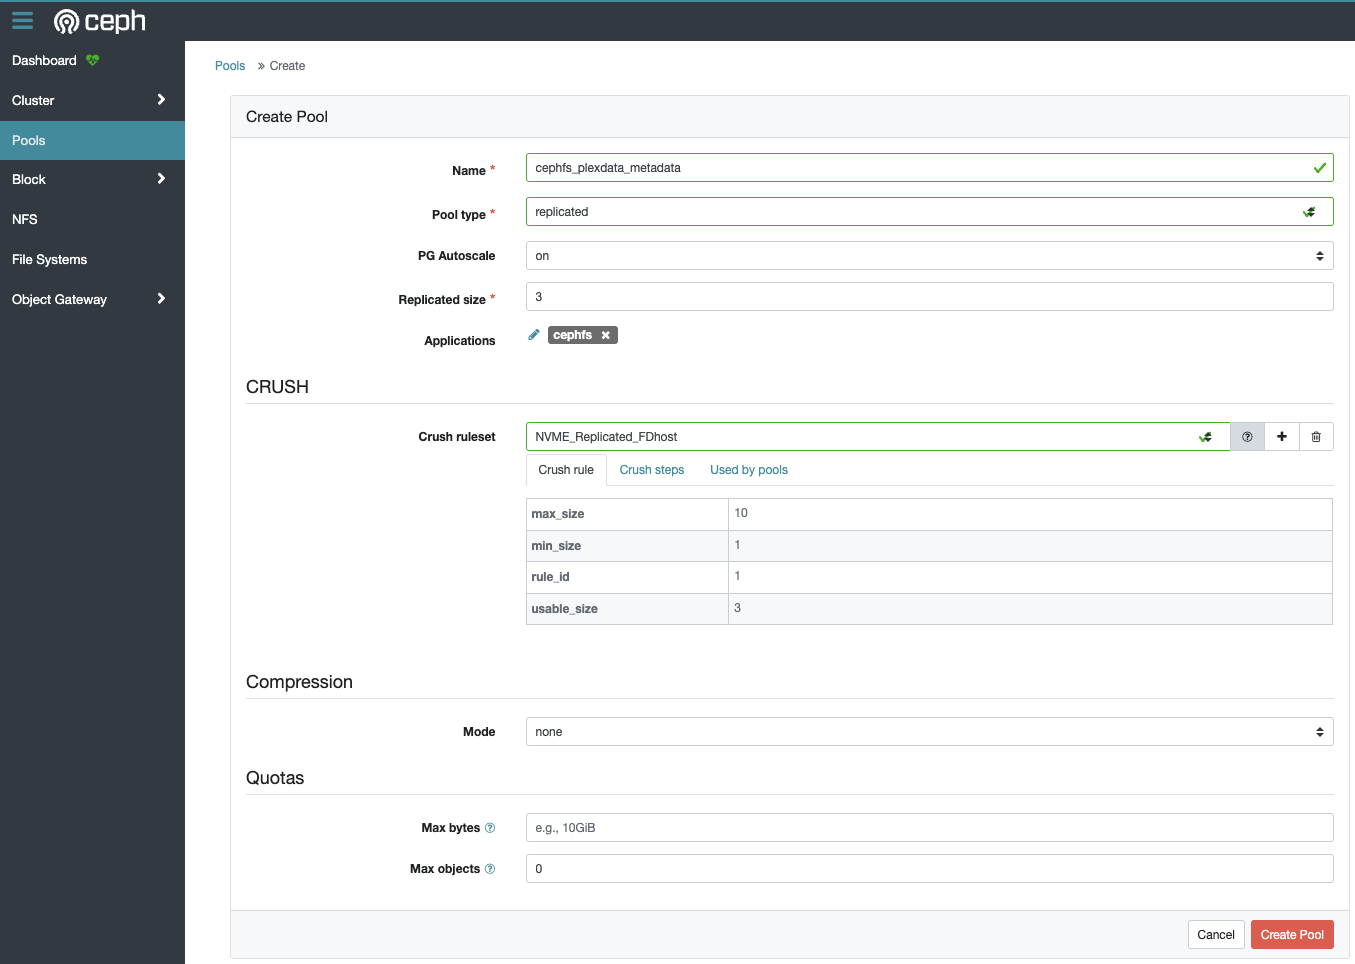 ceph
Dashboard
Cluster
Pools
Block
NFS
File Systems
Object Gateway
Pools » Create
Create Pool
Name * cephfs_plexdata_metadata
Pool type * replicated
PG Autoscale on
Replicated size * 3
Applications cephfs ×
CRUSH
Crush ruleset NVME_Replicated_FDhost
Crush rule Crush steps Used by pools
max_size 10
min_size 1
rule_id 1
usable_size 3
Compression
Mode none
Quotas
Max bytes e.g., 10GiB
Max objects 0
Cancel Create Pool